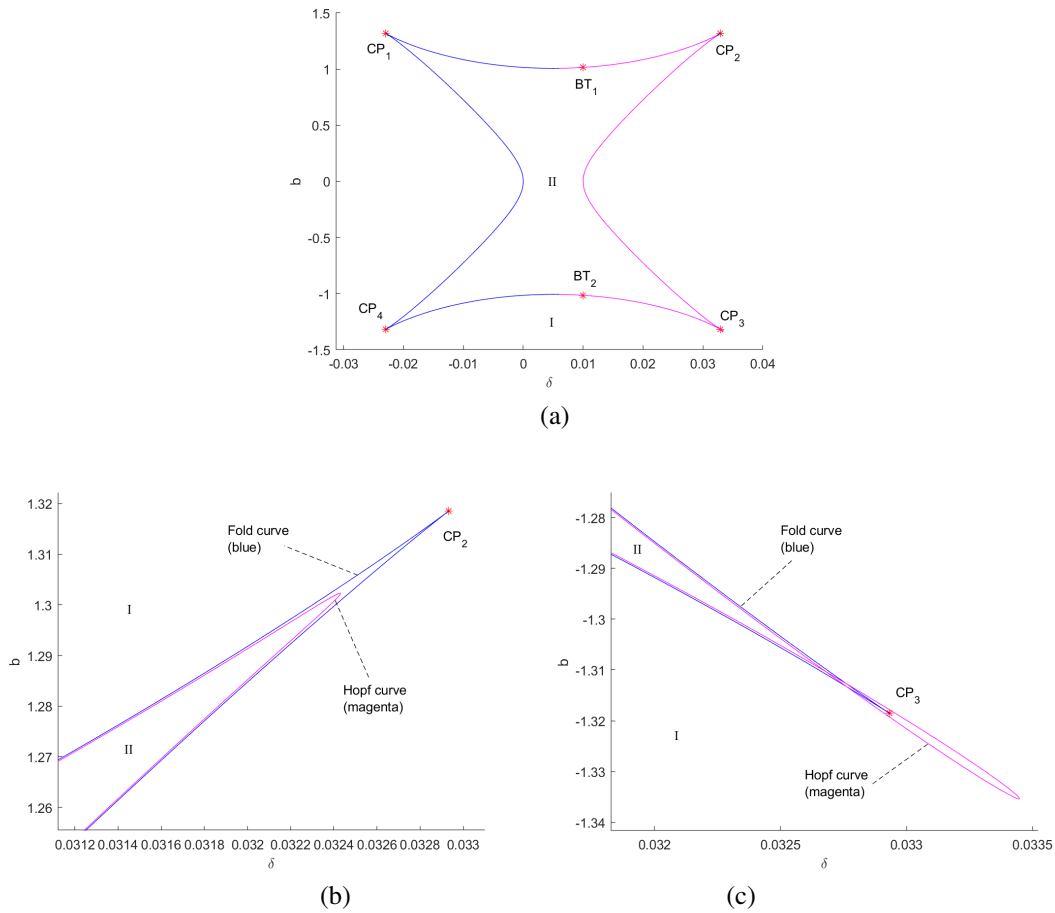 1.5
CP1
CP2
1
BT1
0.5
b
0
II
-0.5
-1
BT2
CP4
CP3
I
-1.5
-0.03 -0.02 -0.01 0 0.01 0.02 0.03 0.04
δ
(a)
1.32
CP2
Fold curve
(blue)
1.31
1.3
I
b
1.29
Hopf curve
(magenta)
1.28
II
1.27
1.26
0.0312 0.0314 0.0316 0.0318 0.032 0.0322 0.0324 0.0326 0.0328 0.033
δ
(b)
-1.28
Fold curve
(blue)
II
-1.29
-1.3
b
-1.31
CP3
-1.32
I
Hopf curve
(magenta)
-1.33
-1.34
0.032 0.0325 0.033 0.0335
δ
(c)